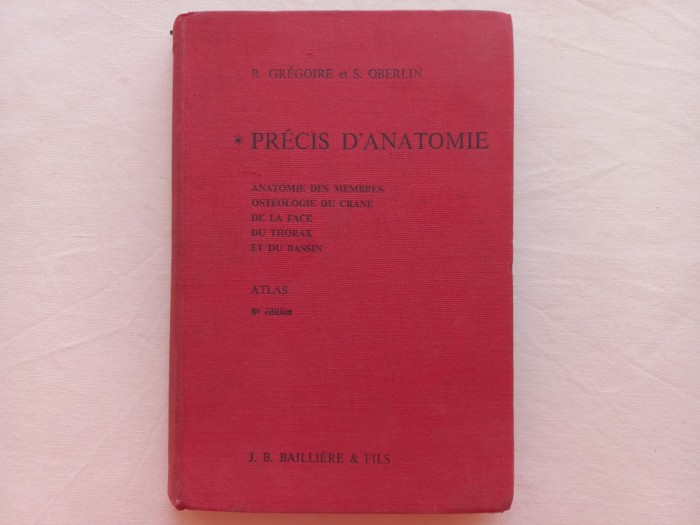 R. GRÉGOIRE et S. OBERLIN
* PRÉCIS D'ANATOMIE
ANATOMIE DES MEMBRES
OSTÉOLOGIE DU CRANE
DE LA FACE
DU THORAX
ET DU BASSIN
ATLAS
8e édition
J. B. BAILLIÈRE & FILS